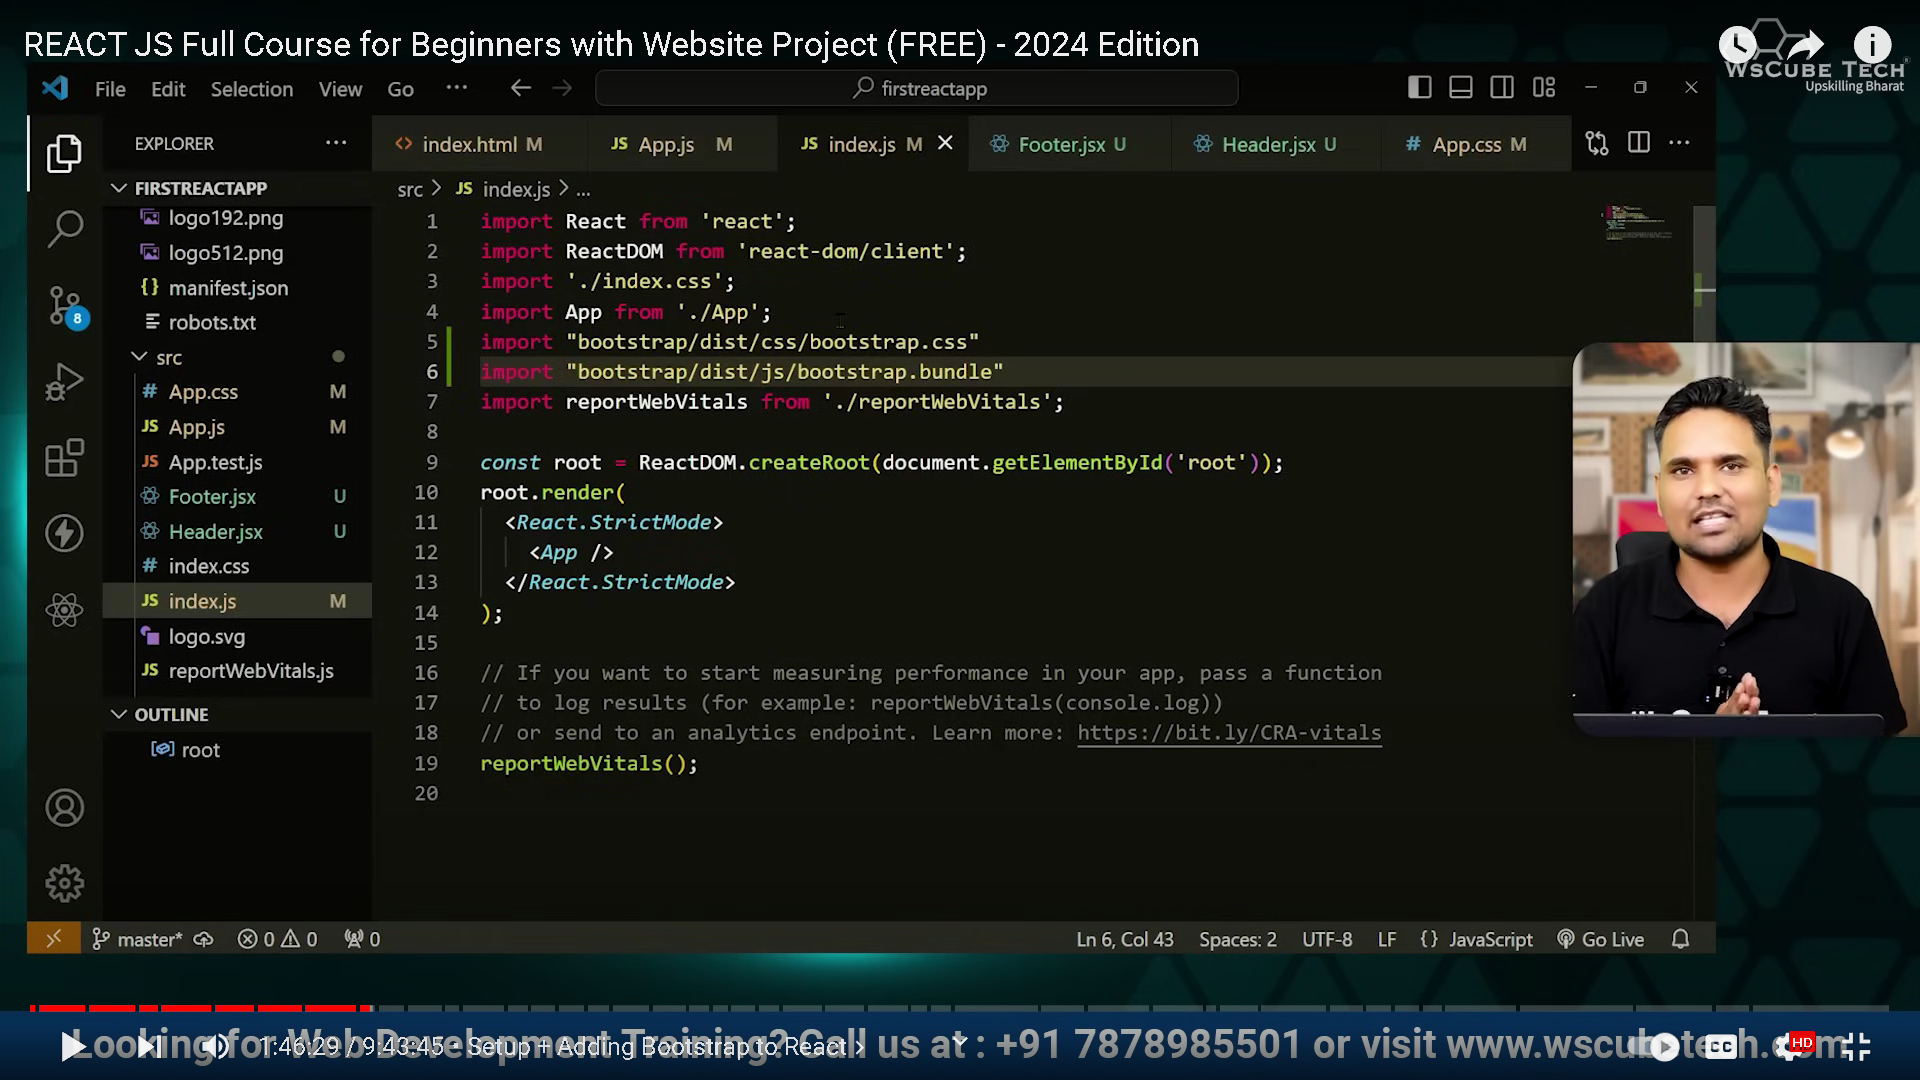 REACT JS Full Course for Beginners with Website Project (FREE) - 2024 Edition
WsCube Tech
Upskilling Bharat
File Edit Selection View Go ... firstreactapp
EXPLORER ...
index.html M App.js M index.js M Footer.jsx U Header.jsx U App.css M
FIRSTREACTAPP
src > JS index.js > ...
logo192.png
logo512.png
manifest.json
robots.txt
src
App.css M
App.js M
App.test.js
Footer.jsx U
Header.jsx U
index.css
index.js M
logo.svg
reportWebVitals.js
OUTLINE
root
8
1 import React from 'react';
2 import ReactDOM from 'react-dom/client';
3 import './index.css';
4 import App from './App';
5 import "bootstrap/dist/css/bootstrap.css"
6 import "bootstrap/dist/js/bootstrap.bundle"
7 import reportWebVitals from './reportWebVitals';
8
9 const root = ReactDOM.createRoot(document.getElementById('root'));
10 root.render(
11 <React.StrictMode>
12 <App />
13 </React.StrictMode>
14 );
15
16 // If you want to start measuring performance in your app, pass a function
17 // to log results (for example: reportWebVitals(console.log))
18 // or send to an analytics endpoint. Learn more: https://bit.ly/CRA-vitals
19 reportWebVitals();
20
master* 0 0 0 Ln 6, Col 43 Spaces: 2 UTF-8 LF {} JavaScript Go Live
Looking for Web Development Training? Call us at : +91 7878985501 or visit www.wscubetech.com
1:46:29 / 9:43:45 • Setup + Adding Bootstrap to React >
CC HD